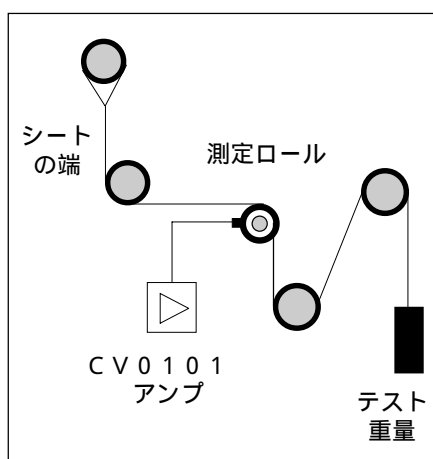 シート
の端
測定ロール
ＣＶ０１０１
アンプ
テスト
重量